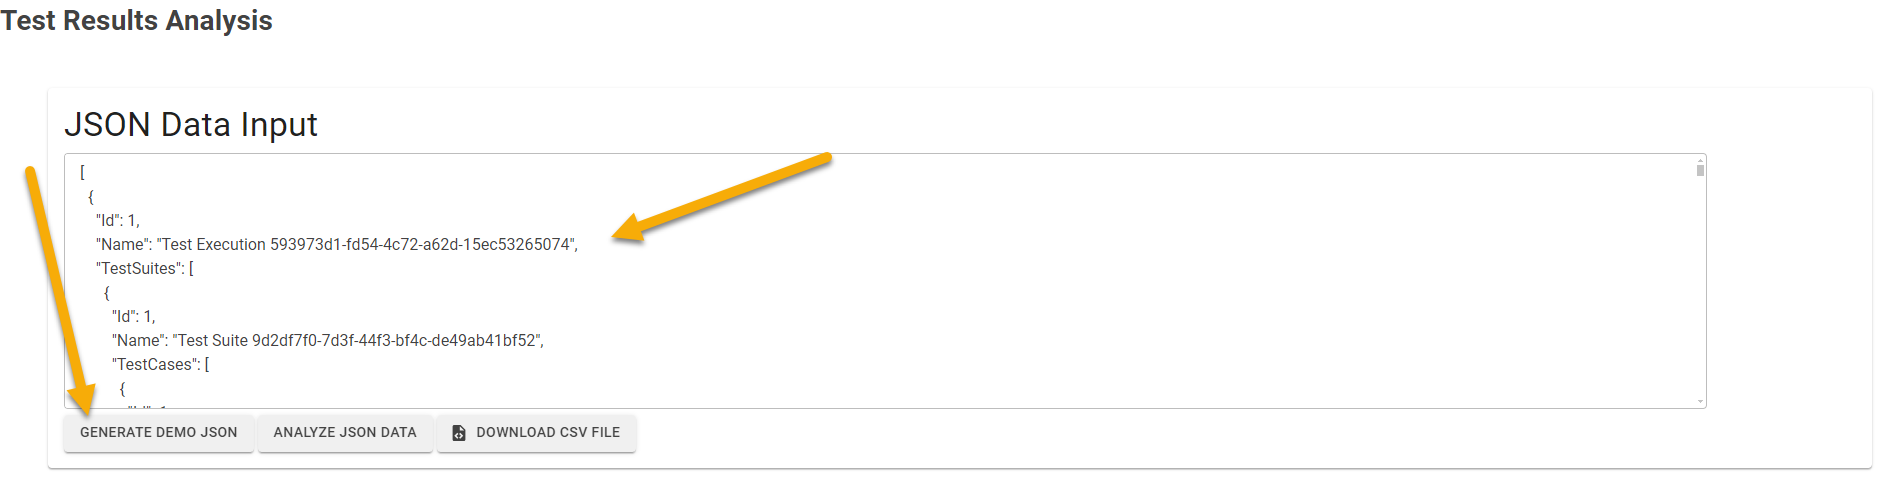 Test Results Analysis
JSON Data Input
[
{
"Id": 1,
"Name": "Test Execution 593973d1-fd54-4c72-a62d-15ec53265074",
"TestSuites": [
{
"Id": 1,
"Name": "Test Suite 9d2df7f0-7d3f-44f3-bf4c-de49ab41bf52",
"TestCases": [
{
GENERATE DEMO JSON ANALYZE JSON DATA DOWNLOAD CSV FILE